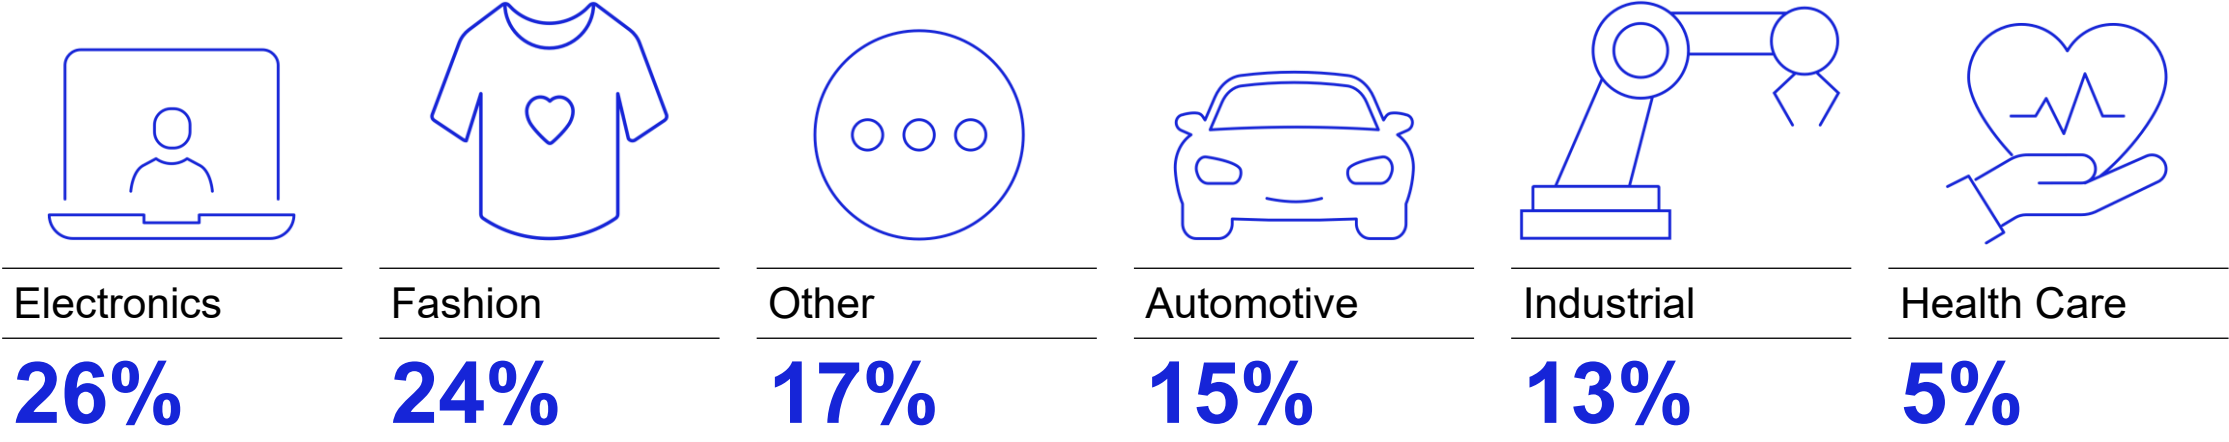 Electronics
26%
Fashion
24%
Other
17%
Automotive
15%
Industrial
13%
Health Care
5%